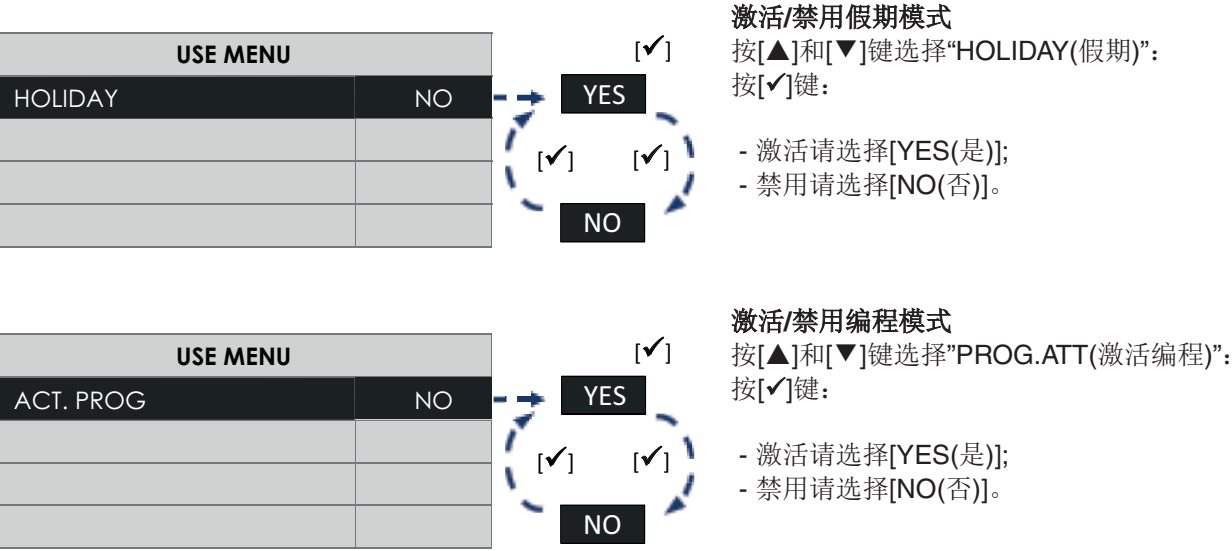 激活/禁用假期模式
按[▲]和[▼]键选择“HOLIDAY(假期)”：
按[✔]键：
- 激活请选择[YES(是)];
- 禁用请选择[NO(否)]。
USE MENU
HOLIDAY NO
[✔]
YES
[✔] [✔]
NO
激活/禁用编程模式
按[▲]和[▼]键选择”PROG.ATT(激活编程)”：
按[✔]键：
- 激活请选择[YES(是)];
- 禁用请选择[NO(否)]。
USE MENU
ACT. PROG NO
[✔]
YES
[✔] [✔]
NO